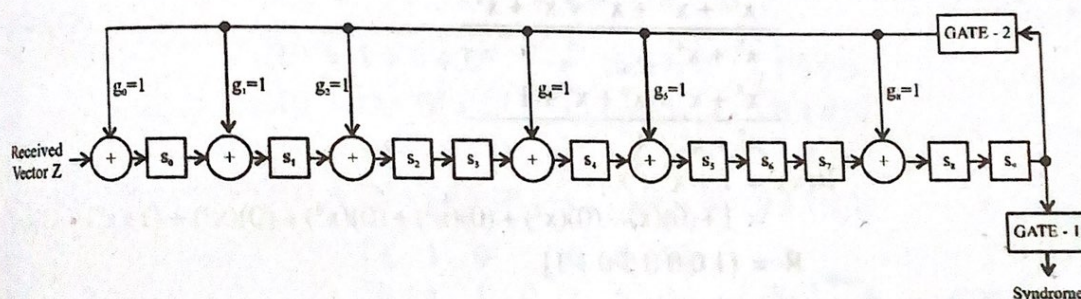 GATE - 2
g₀=1
g₁=1
g₂=1
g₄=1
g₅=1
g₈=1
Received
Vector Z
+
S₀
+
S₁
+
S₂
S₃
+
S₄
+
S₅
S₆
S₇
+
S₈
S₉
GATE - 1
Syndrome